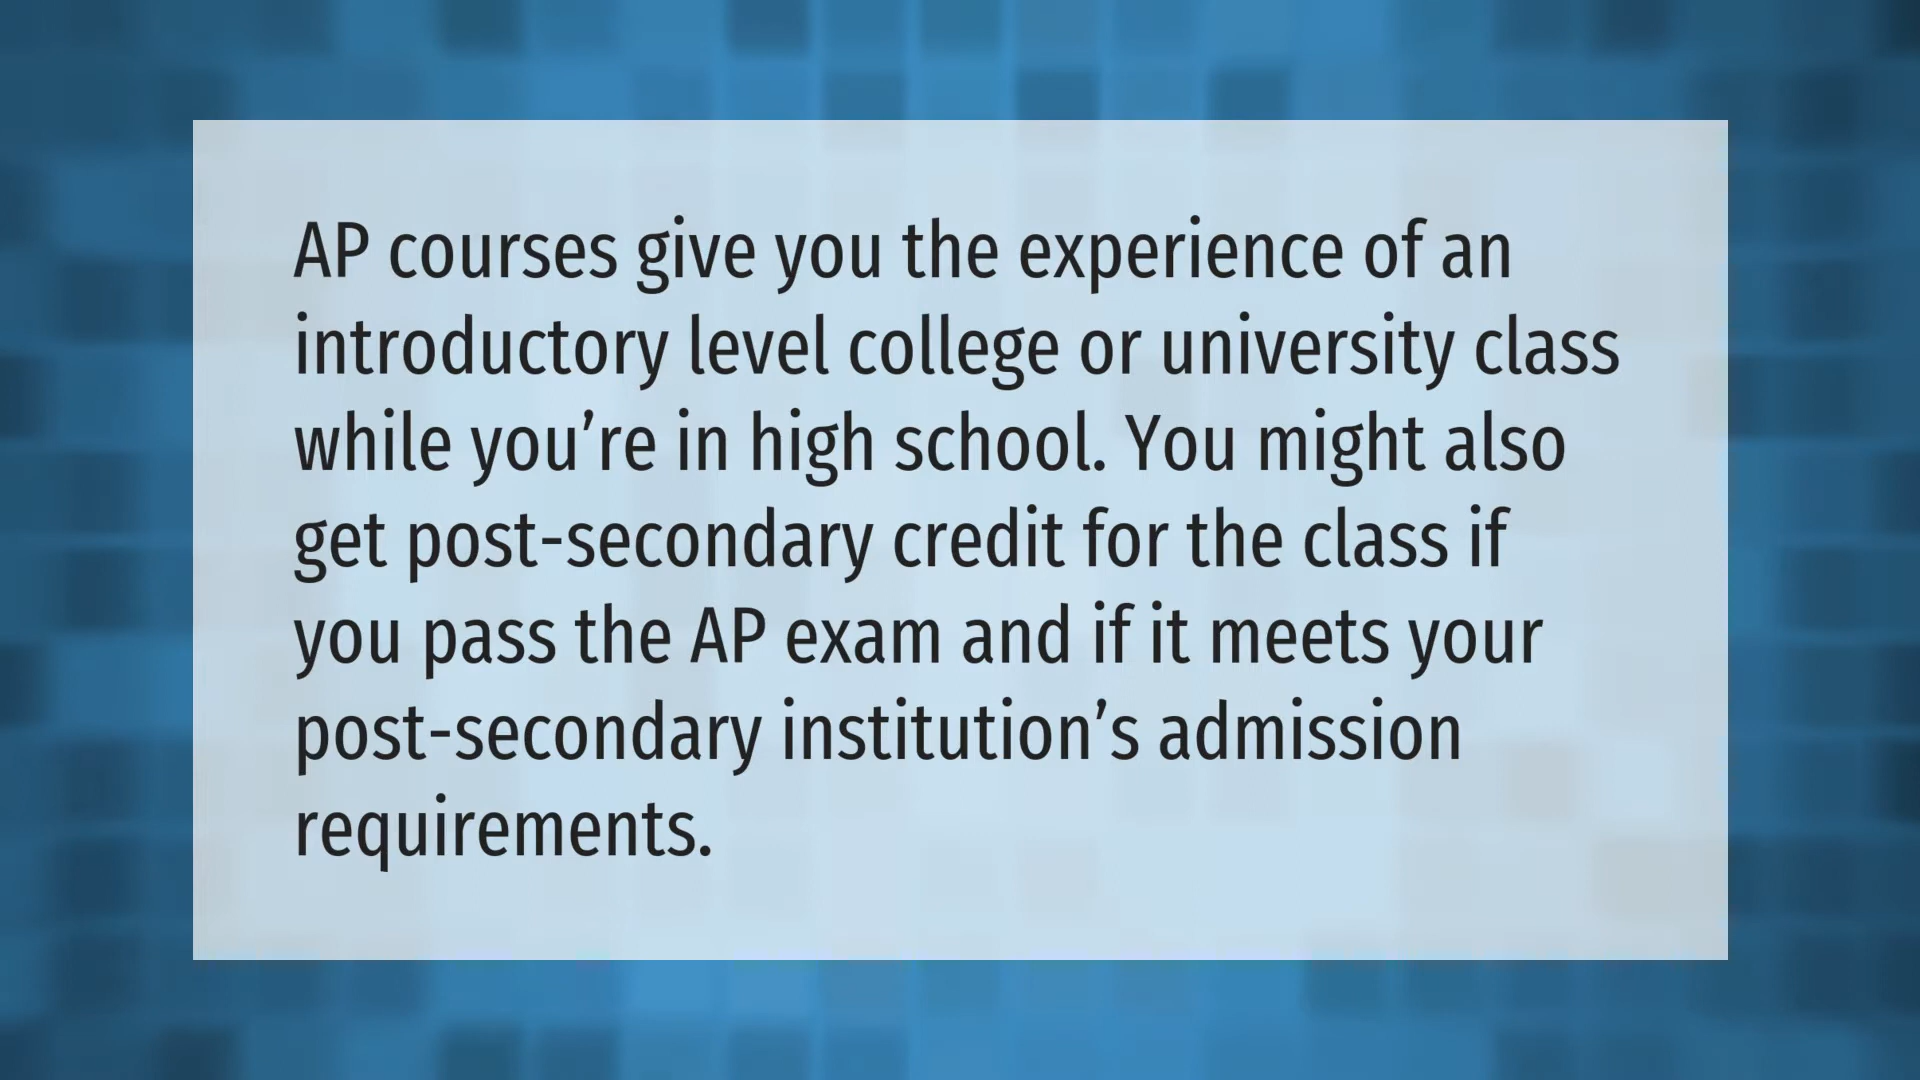 AP courses give you the experience of an
introductory level college or university class
while you’re in high school. You might also
get post-secondary credit for the class if
you pass the AP exam and if it meets your
post-secondary institution’s admission
requirements.